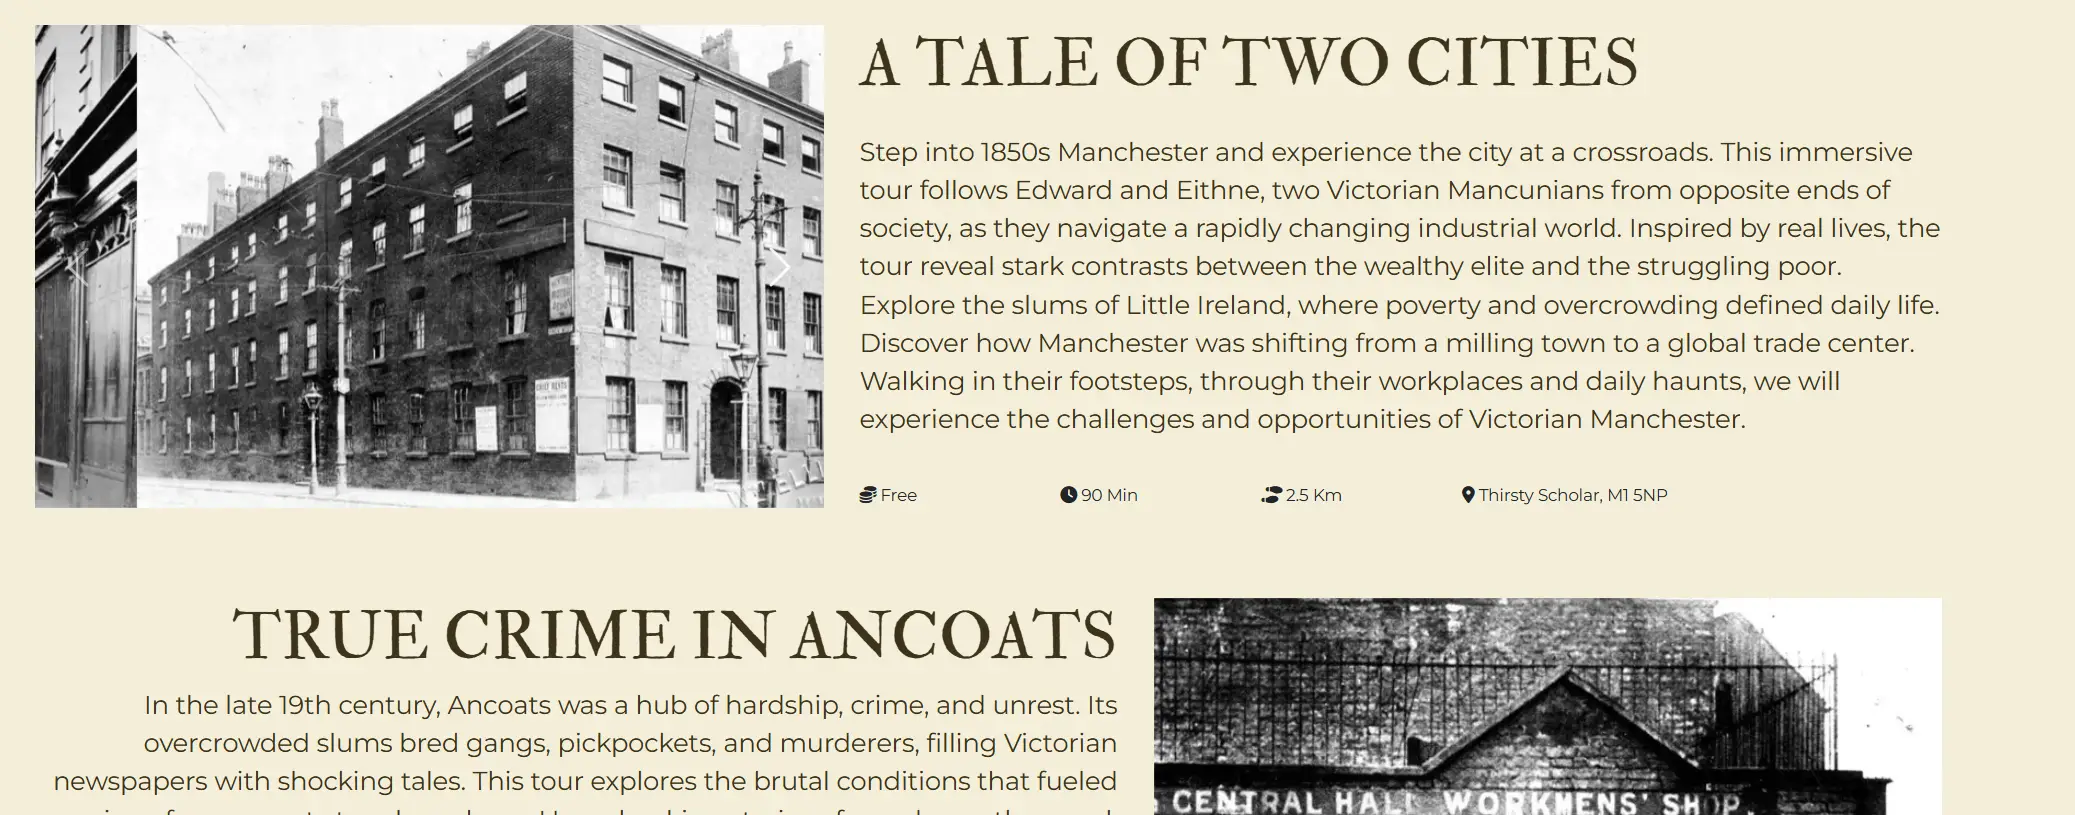 A TALE OF TWO CITIES
Step into 1850s Manchester and experience the city at a crossroads. This immersive
tour follows Edward and Eithne, two Victorian Mancunians from opposite ends of
society, as they navigate a rapidly changing industrial world. Inspired by real lives, the
tour reveal stark contrasts between the wealthy elite and the struggling poor.
Explore the slums of Little Ireland, where poverty and overcrowding defined daily life.
Discover how Manchester was shifting from a milling town to a global trade center.
Walking in their footsteps, through their workplaces and daily haunts, we will
experience the challenges and opportunities of Victorian Manchester.
Free
90 Min
2.5 Km
Thirsty Scholar, M1 5NP
TRUE CRIME IN ANCOATS
In the late 19th century, Ancoats was a hub of hardship, crime, and unrest. Its
overcrowded slums bred gangs, pickpockets, and murderers, filling Victorian
newspapers with shocking tales. This tour explores the brutal conditions that fueled
CENTRAL HALL WORKMENS' SHOP.